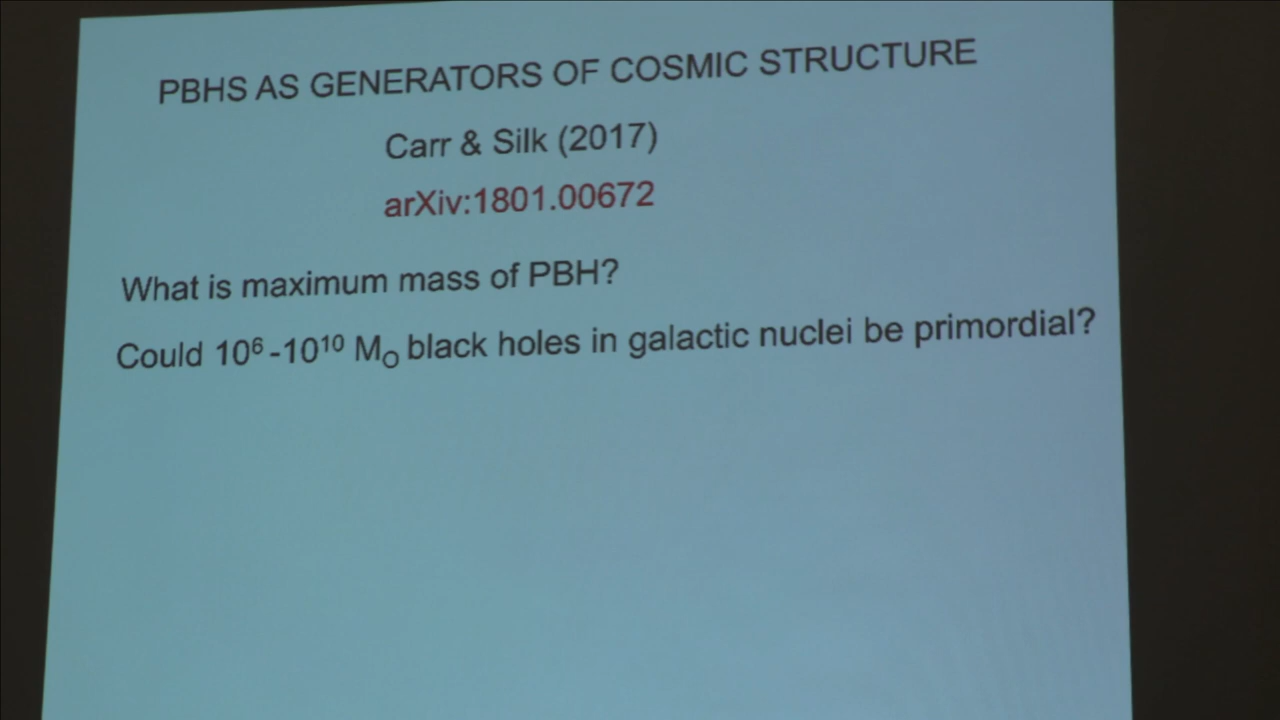 PBHS AS GENERATORS OF COSMIC STRUCTURE
Carr & Silk (2017)
arXiv:1801.00672
What is maximum mass of PBH?
Could 10⁶ -10¹⁰ M_O black holes in galactic nuclei be primordial?